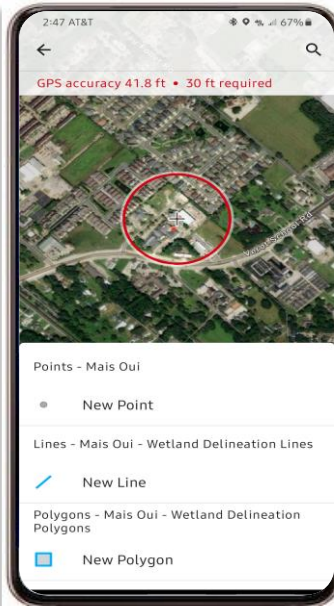 2:47 AT&T 67%
GPS accuracy 41.8 ft • 30 ft required
Points - Mais Oui
New Point
Lines - Mais Oui - Wetland Delineation Lines
New Line
Polygons - Mais Oui - Wetland Delineation
Polygons
New Polygon